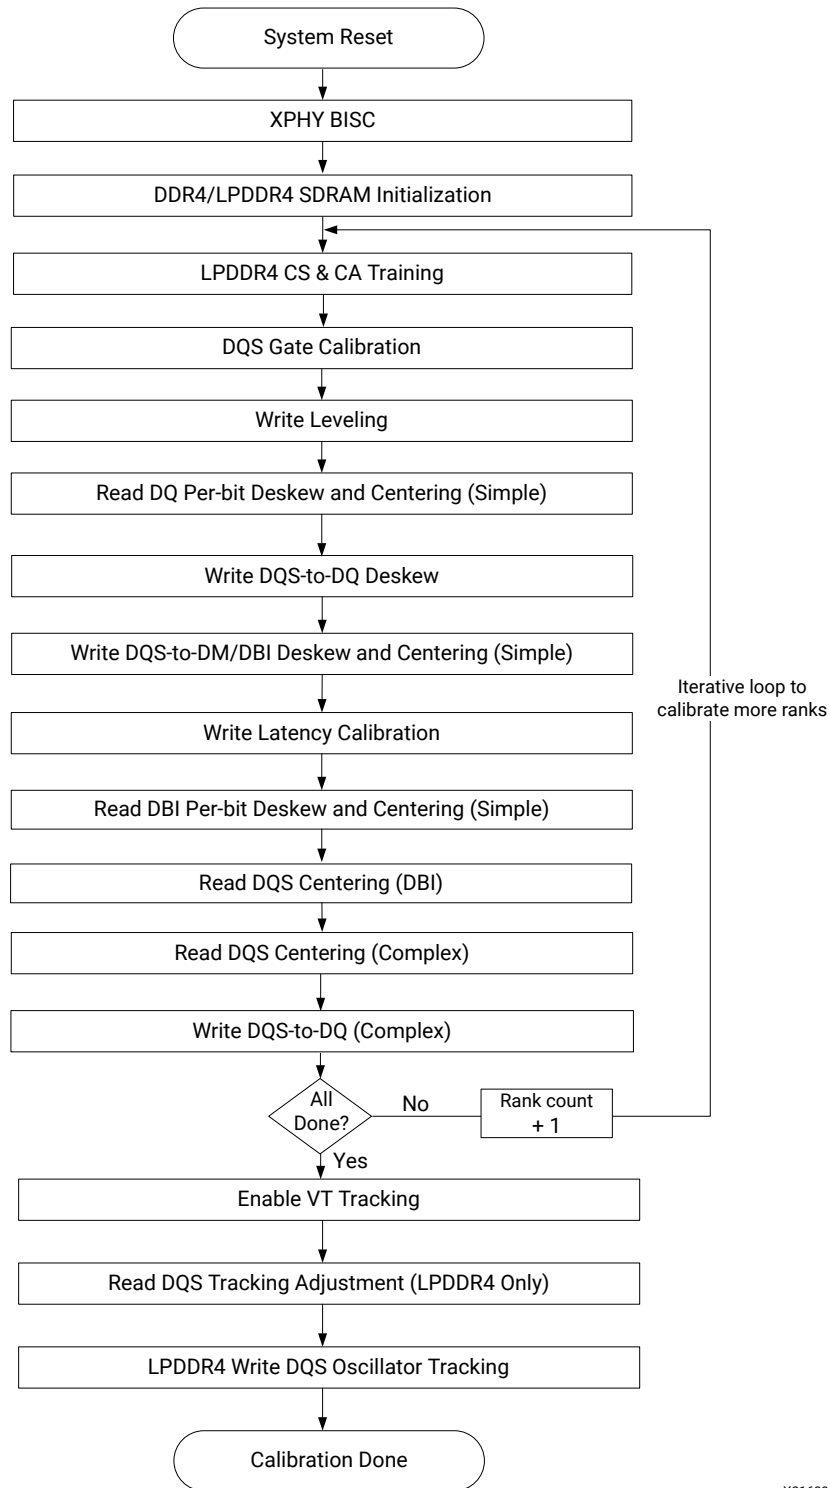 System Reset
XPHY BISC
DDR4/LPDDR4 SDRAM Initialization
LPDDR4 CS & CA Training
DQS Gate Calibration
Write Leveling
Read DQ Per-bit Deskew and Centering (Simple)
Write DQS-to-DQ Deskew
Write DQS-to-DM/DBI Deskew and Centering (Simple)
Iterative loop to
calibrate more ranks
Write Latency Calibration
Read DBI Per-bit Deskew and Centering (Simple)
Read DQS Centering (DBI)
Read DQS Centering (Complex)
Write DQS-to-DQ (Complex)
All
Done?
No
Rank count
+ 1
Yes
Enable VT Tracking
Read DQS Tracking Adjustment (LPDDR4 Only)
LPDDR4 Write DQS Oscillator Tracking
Calibration Done